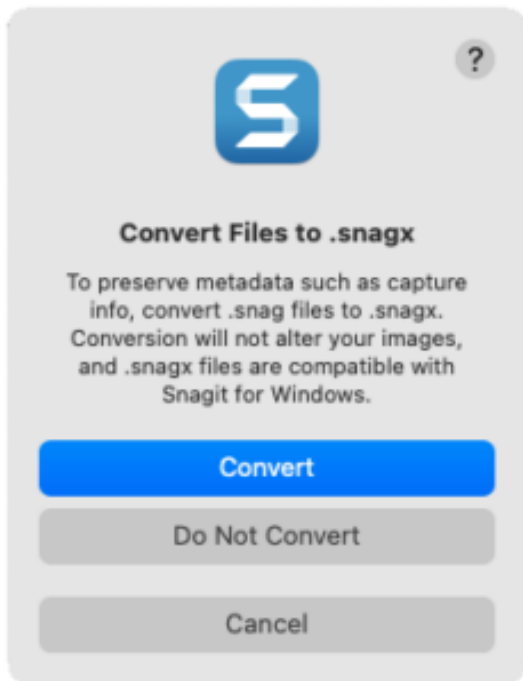 ?
S
Convert Files to .snagx
To preserve metadata such as capture
info, convert .snag files to .snagx.
Conversion will not alter your images,
and .snagx files are compatible with
Snagit for Windows.
Convert
Do Not Convert
Cancel